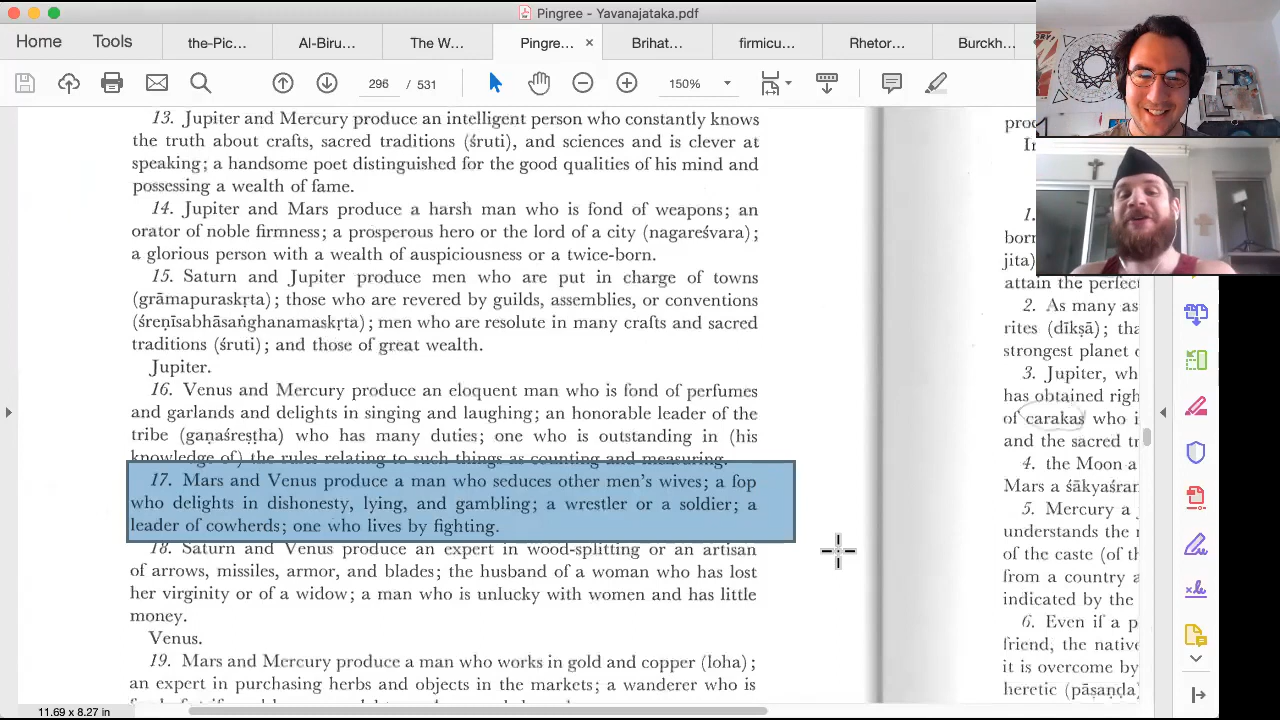 Pingree - Yavanajataka.pdf
Home
Tools
the-Pic...
Al-Biru...
The W...
Pingre...
×
Brihat...
firmicu...
Rhetor...
Burckh
296 / 531
150%
13. Jupiter and Mercury produce an intelligent person who constantly knows
the truth about crafts, sacred traditions (śruti), and sciences and is clever at
speaking; a handsome poet distinguished for the good qualities of his mind and
possessing a wealth of fame.
14. Jupiter and Mars produce a harsh man who is fond of weapons; an
orator of noble firmness; a prosperous hero or the lord of a city (nagareśvara);
a glorious person with a wealth of auspiciousness or a twice-born.
15. Saturn and Jupiter produce men who are put in charge of towns
(grāmapuraskṛta); those who are revered by guilds, assemblies, or conventions
(śreṇīsabhāsaṅghanamaskṛta); men who are resolute in many crafts and sacred
traditions (śruti); and those of great wealth.
Jupiter.
16. Venus and Mercury produce an eloquent man who is fond of perfumes
and garlands and delights in singing and laughing; an honorable leader of the
tribe (gaṇaśreṣṭha) who has many duties; one who is outstanding in (his
knowledge of) the rules relating to such things as counting and measuring.
17. Mars and Venus produce a man who seduces other men's wives; a fop
who delights in dishonesty, lying, and gambling; a wrestler or a soldier; a
leader of cowherds; one who lives by fighting.
18. Saturn and Venus produce an expert in wood-splitting or an artisan
of arrows, missiles, armor, and blades; the husband of a woman who has lost
her virginity or of a widow; a man who is unlucky with women and has little
money.
Venus.
19. Mars and Mercury produce a man who works in gold and copper (loha);
an expert in purchasing herbs and objects in the markets; a wanderer who is
proc
In
1.
born
jita)
attain the perfec
2. As many as
rites (dīkṣā); tha
strongest planet
3. Jupiter, wh
has obtained righ
of carakas who i
and the sacred tr
4. the Moon a
Mars a śākyaśran
5. Mercury a
understands the
of the caste (of th
from a country a
indicated by the
6. Even if a p
friend, the native
it is overcome by
heretic (pāṣaṇḍa)
11.69 x 8.27 in